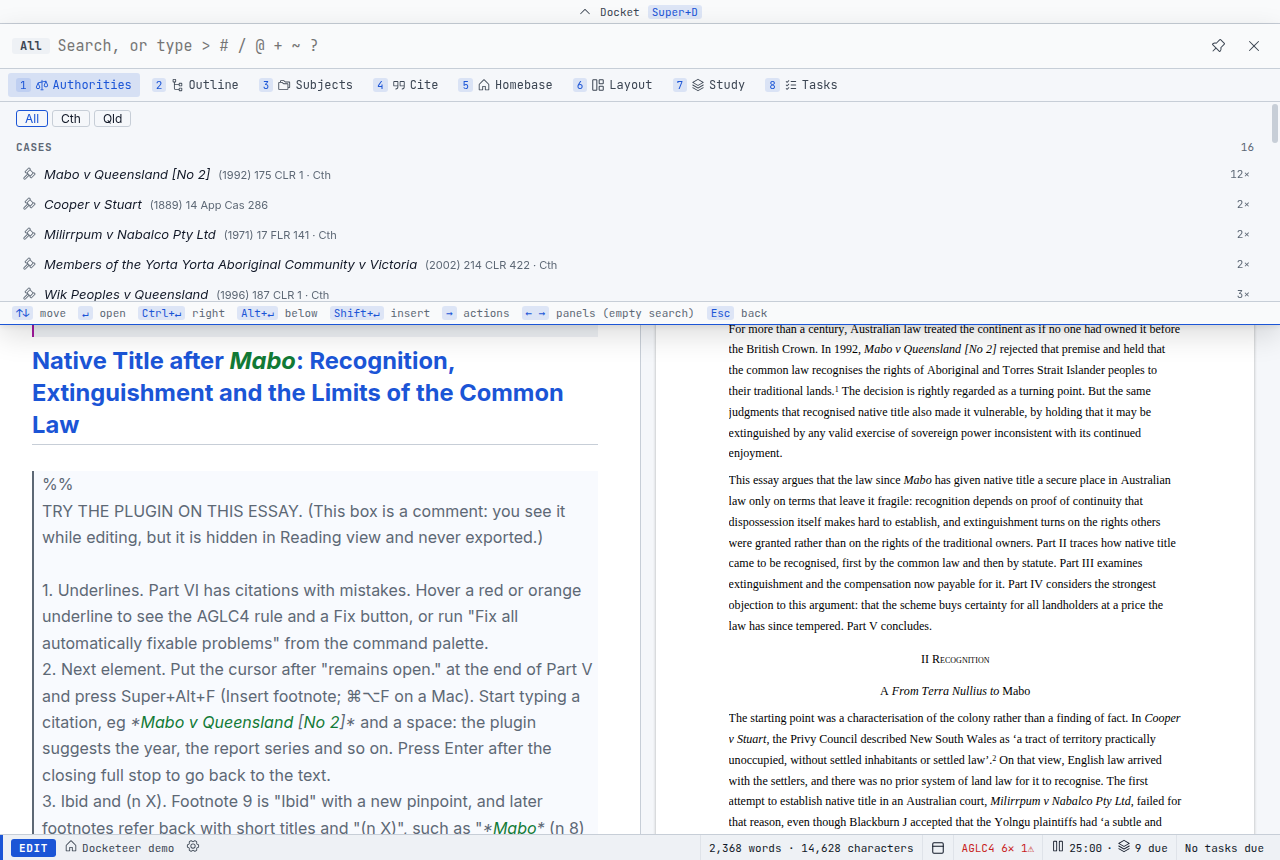 Docket Super+D
All Search, or type > # / @ + ~ ?
1 Authorities 2 Outline 3 Subjects 4 Cite 5 Homebase 6 Layout 7 Study 8 Tasks
All Cth Qld
CASES 16
Mabo v Queensland [No 2] (1992) 175 CLR 1 · Cth 12×
Cooper v Stuart (1889) 14 App Cas 286 2×
Milirrpum v Nabalco Pty Ltd (1971) 17 FLR 141 · Cth 2×
Members of the Yorta Yorta Aboriginal Community v Victoria (2002) 214 CLR 422 · Cth 2×
Wik Peoples v Queensland (1996) 187 CLR 1 · Cth 3×
↑↓ move ↵ open Ctrl+↵ right Alt+↵ below Shift+↵ insert → actions ← → panels (empty search) Esc back
Native Title after Mabo: Recognition,
Extinguishment and the Limits of the Common
Law
%%
TRY THE PLUGIN ON THIS ESSAY. (This box is a comment: you see it
while editing, but it is hidden in Reading view and never exported.)
1. Underlines. Part VI has citations with mistakes. Hover a red or orange
underline to see the AGLC4 rule and a Fix button, or run "Fix all
automatically fixable problems" from the command palette.
2. Next element. Put the cursor after "remains open." at the end of Part V
and press Super+Alt+F (Insert footnote; ⌘⌥F on a Mac). Start typing a
citation, eg *Mabo v Queensland [No 2]* and a space: the plugin
suggests the year, the report series and so on. Press Enter after the
closing full stop to go back to the text.
3. Ibid and (n X). Footnote 9 is "Ibid" with a new pinpoint, and later
footnotes refer back with short titles and "(n X)", such as "*Mabo* (n 8)
For more than a century, Australian law treated the continent as if no one had owned it before
the British Crown. In 1992, Mabo v Queensland [No 2] rejected that premise and held that
the common law recognises the rights of Aboriginal and Torres Strait Islander peoples to
their traditional lands.¹ The decision is rightly regarded as a turning point. But the same
judgments that recognised native title also made it vulnerable, by holding that it may be
extinguished by any valid exercise of sovereign power inconsistent with its continued
enjoyment.
This essay argues that the law since Mabo has given native title a secure place in Australian
law only on terms that leave it fragile: recognition depends on proof of continuity that
dispossession itself makes hard to establish, and extinguishment turns on the rights others
were granted rather than on the rights of the traditional owners. Part II traces how native title
came to be recognised, first by the common law and then by statute. Part III examines
extinguishment and the compensation now payable for it. Part IV considers the strongest
objection to this argument: that the scheme buys certainty for all landholders at a price the
law has since tempered. Part V concludes.
II Recognition
A From Terra Nullius to Mabo
The starting point was a characterisation of the colony rather than a finding of fact. In Cooper
v Stuart, the Privy Council described New South Wales as ‘a tract of territory practically
unoccupied, without settled inhabitants or settled law’.² On that view, English law arrived
with the settlers, and there was no prior system of land law for it to recognise. The first
attempt to establish native title in an Australian court, Milirrpum v Nabalco Pty Ltd, failed for
that reason, even though Blackburn J accepted that the Yolngu plaintiffs had ‘a subtle and
EDIT Docketeer demo 2,368 words · 14,628 characters AGLC4 6× 1⚠ 25:00 · 9 due No tasks due